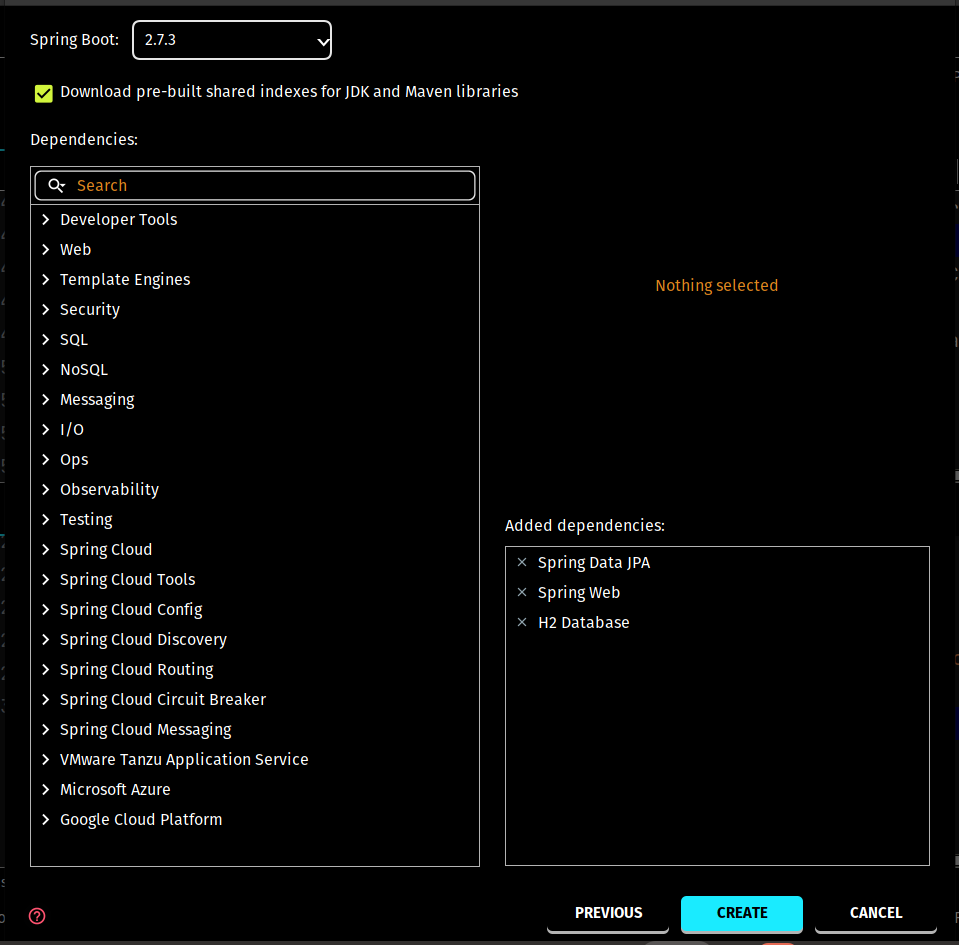 Spring Boot:
2.7.3
Download pre-built shared indexes for JDK and Maven libraries
Dependencies:
Search
Developer Tools
Web
Template Engines
Security
SQL
NoSQL
Messaging
I/O
Ops
Observability
Testing
Spring Cloud
Spring Cloud Tools
Spring Cloud Config
Spring Cloud Discovery
Spring Cloud Routing
Spring Cloud Circuit Breaker
Spring Cloud Messaging
VMware Tanzu Application Service
Microsoft Azure
Google Cloud Platform
Nothing selected
Added dependencies:
Spring Data JPA
Spring Web
H2 Database
?
PREVIOUS
CREATE
CANCEL